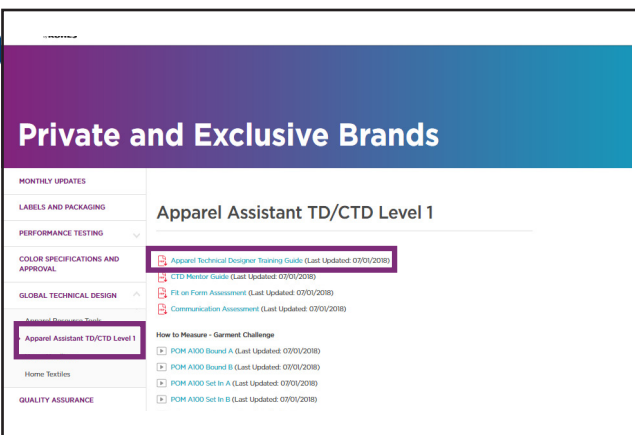 Private and Exclusive Brands
MONTHLY UPDATES
LABELS AND PACKAGING
PERFORMANCE TESTING
COLOR SPECIFICATIONS AND
APPROVAL
GLOBAL TECHNICAL DESIGN
Apparel Resource Tools
Apparel Assistant TD/CTD Level 1
Home Textiles
QUALITY ASSURANCE
Apparel Assistant TD/CTD Level 1
Apparel Technical Designer Training Guide (Last Updated: 07/01/2018)
CTD Mentor Guide (Last Updated: 07/01/2018)
Fit on Form Assessment (Last Updated: 07/01/2018)
Communication Assessment (Last Updated: 07/01/2018)
How to Measure - Garment Challenge
POM A100 Bound A (Last Updated: 07/01/2018)
POM A100 Bound B (Last Updated: 07/01/2018)
POM A100 Set In A (Last Updated: 07/01/2018)
POM A100 Set In B (Last Updated: 07/01/2018)